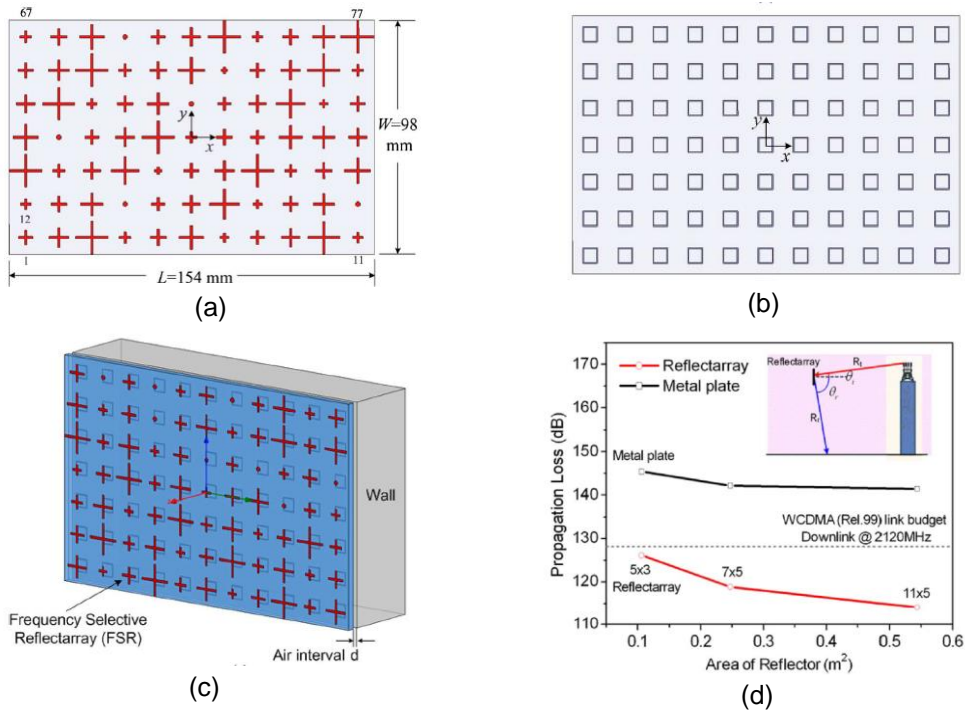 67
77
y
x
W=98
mm
12
1
11
L=154 mm
(a)
y
x
(b)
Wall
Frequency Selective
Reflectarray (FSR)
Air interval d
(c)
Propagation Loss (dB)
170
160
150
140
130
120
110
Reflectarray
Metal plate
Reflectarray
Metal plate
WCDMA (Rel.99) link budget
Downlink @ 2120MHz
5x3
Reflectarray
7x5
11x5
0.0
0.1
0.2
0.3
0.4
0.5
0.6
Area of Reflector (m²)
(d)